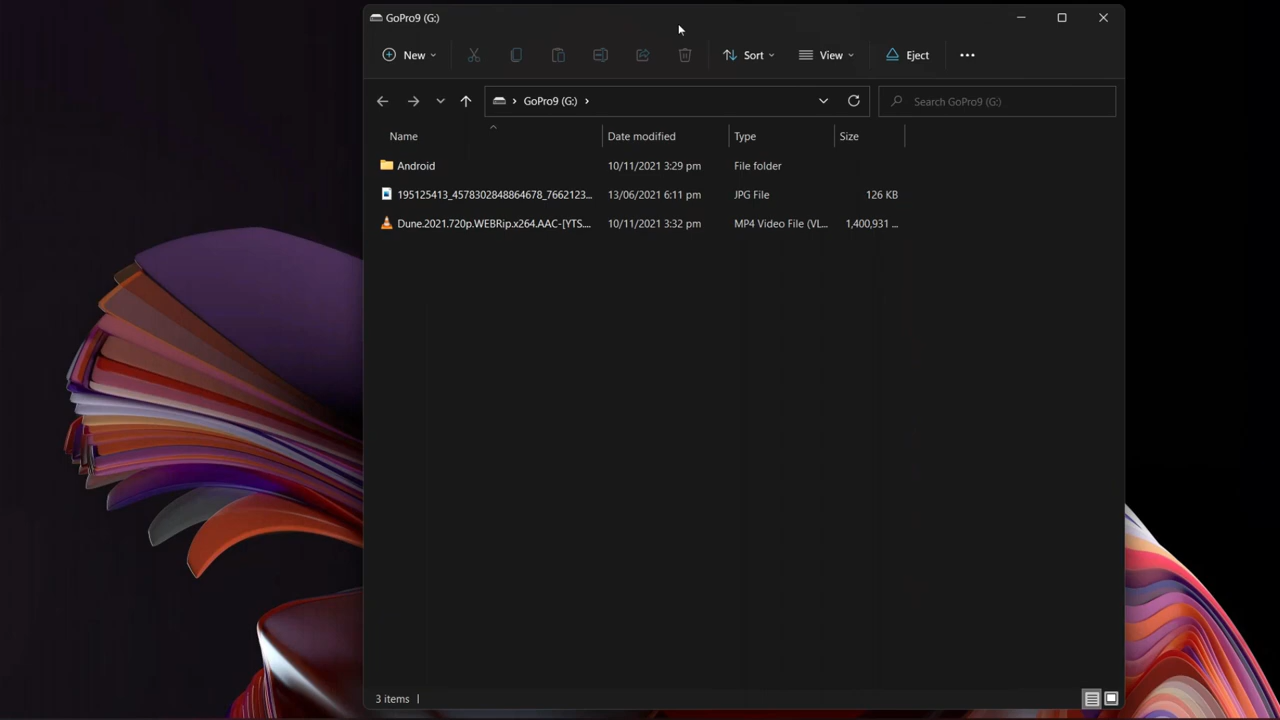 GoPro9 (G:)
New
Sort
View
Eject
GoPro9 (G:)
Search GoPro9 (G:)
Name Date modified Type Size
Android 10/11/2021 3:29 pm File folder
195125413_4578302848864678_7662123... 13/06/2021 6:11 pm JPG File 126 KB
Dune.2021.720p.WEBRip.x264.AAC-[YTS.... 10/11/2021 3:32 pm MP4 Video File (VL... 1,400,931 ...
3 items